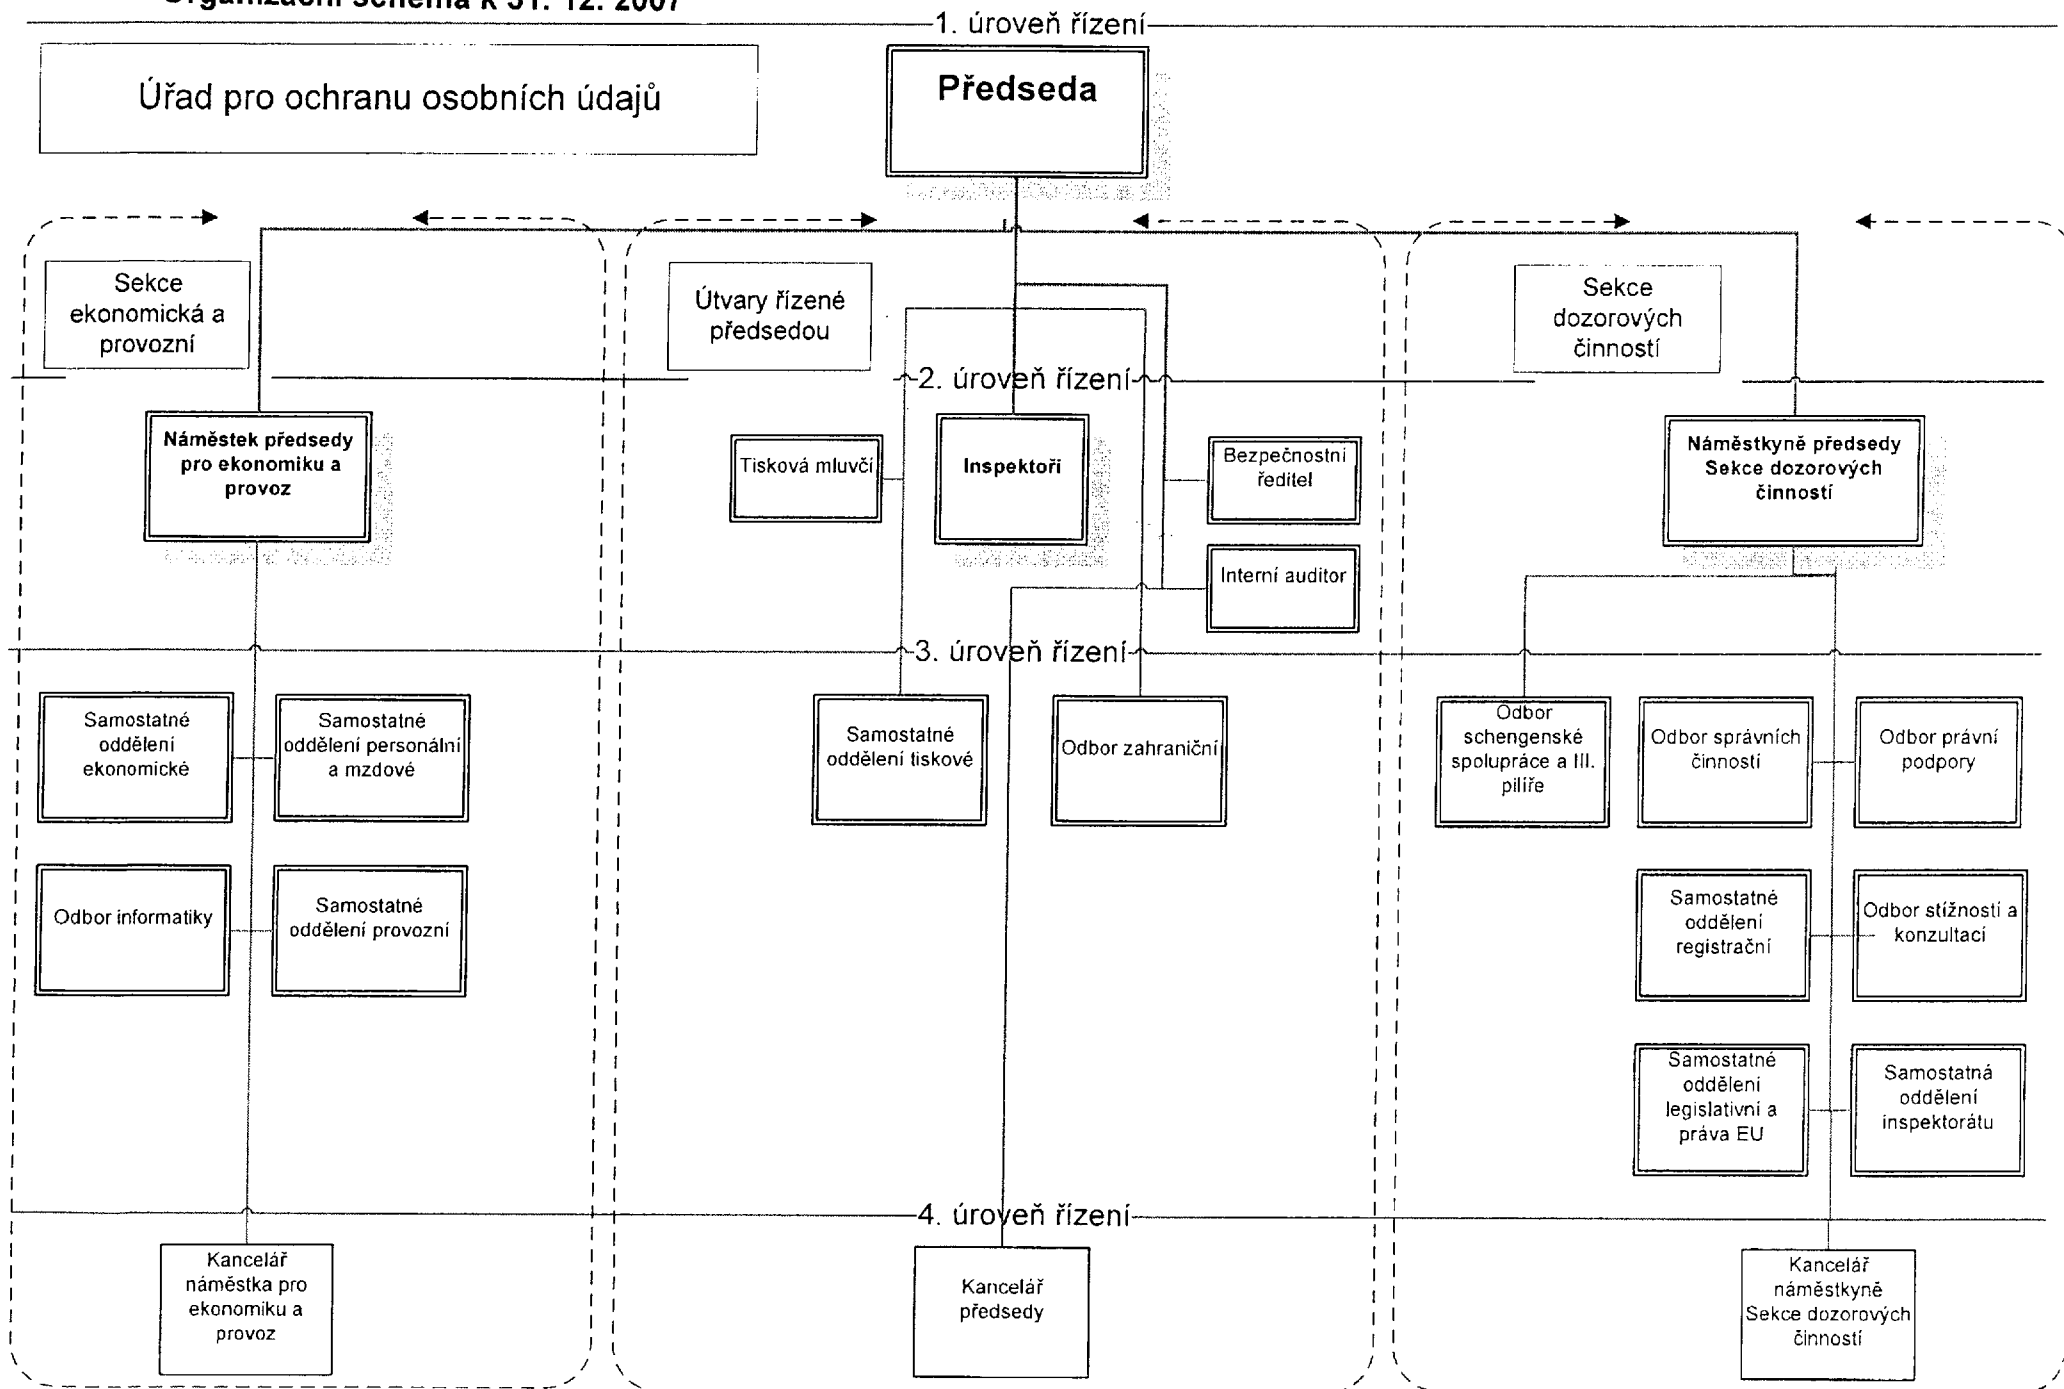 Organizační schéma k 31. 12. 2007
1. úroveň řízení
Úřad pro ochranu osobních údajů
Předseda
Sekce
ekonomická a
provozní
Útvary řízené
předsedou
Sekce
dozorových
činností
2. úroveň řízení
Náměstek předsedy
pro ekonomiku a
provoz
Tisková mluvčí
Inspektoři
Bezpečnostní
ředitel
Interní auditor
Náměstkyně předsedy
Sekce dozorových
činností
3. úroveň řízení
Samostatné
oddělení
ekonomické
Samostatné
oddělení personální
a mzdové
Samostatné
oddělení tiskové
Odbor zahraniční
Odbor
schengenské
spolupráce a III.
pilíře
Odbor správních
činností
Odbor právní
podpory
Odbor informatiky
Samostatné
oddělení provozní
Samostatné
oddělení
registrační
Odbor stížností a
konzultací
Samostatné
oddělení
legislativní a
práva EU
Samostatná
oddělení
inspektorátu
4. úroveň řízení
Kancelář
náměstka pro
ekonomiku a
provoz
Kancelář
předsedy
Kancelář
náměstkyně
Sekce dozorových
činností